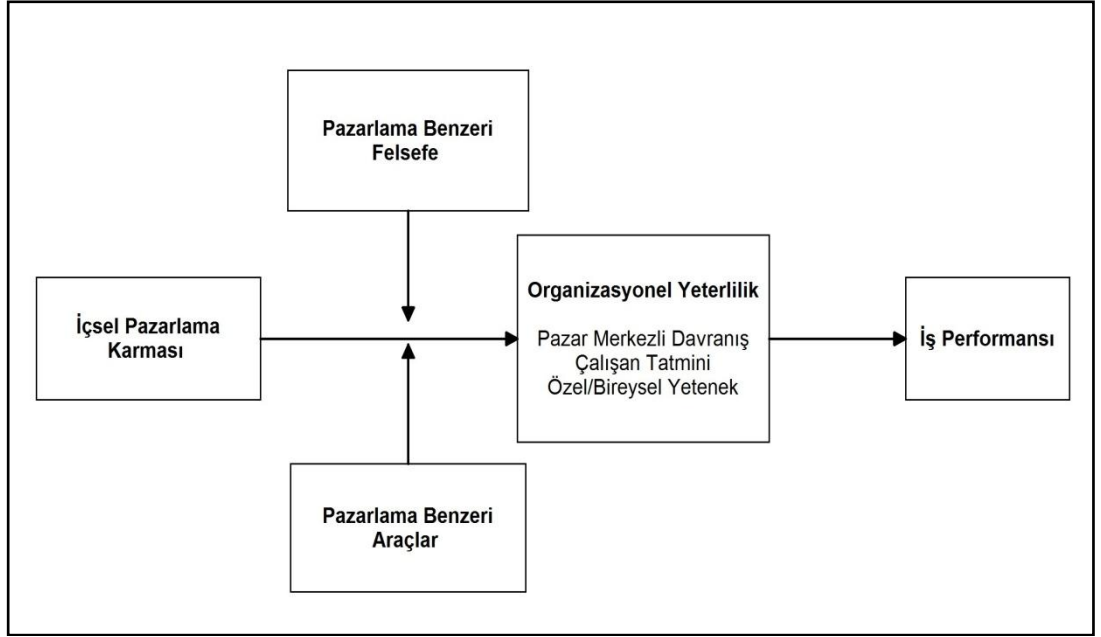 Pazarlama Benzeri
Felsefe
İçsel Pazarlama
Karması
Organizasyonel Yeterlilik
Pazar Merkezli Davranış
Çalışan Tatmini
Özel/Bireysel Yetenek
İş Performansı
Pazarlama Benzeri
Araçlar